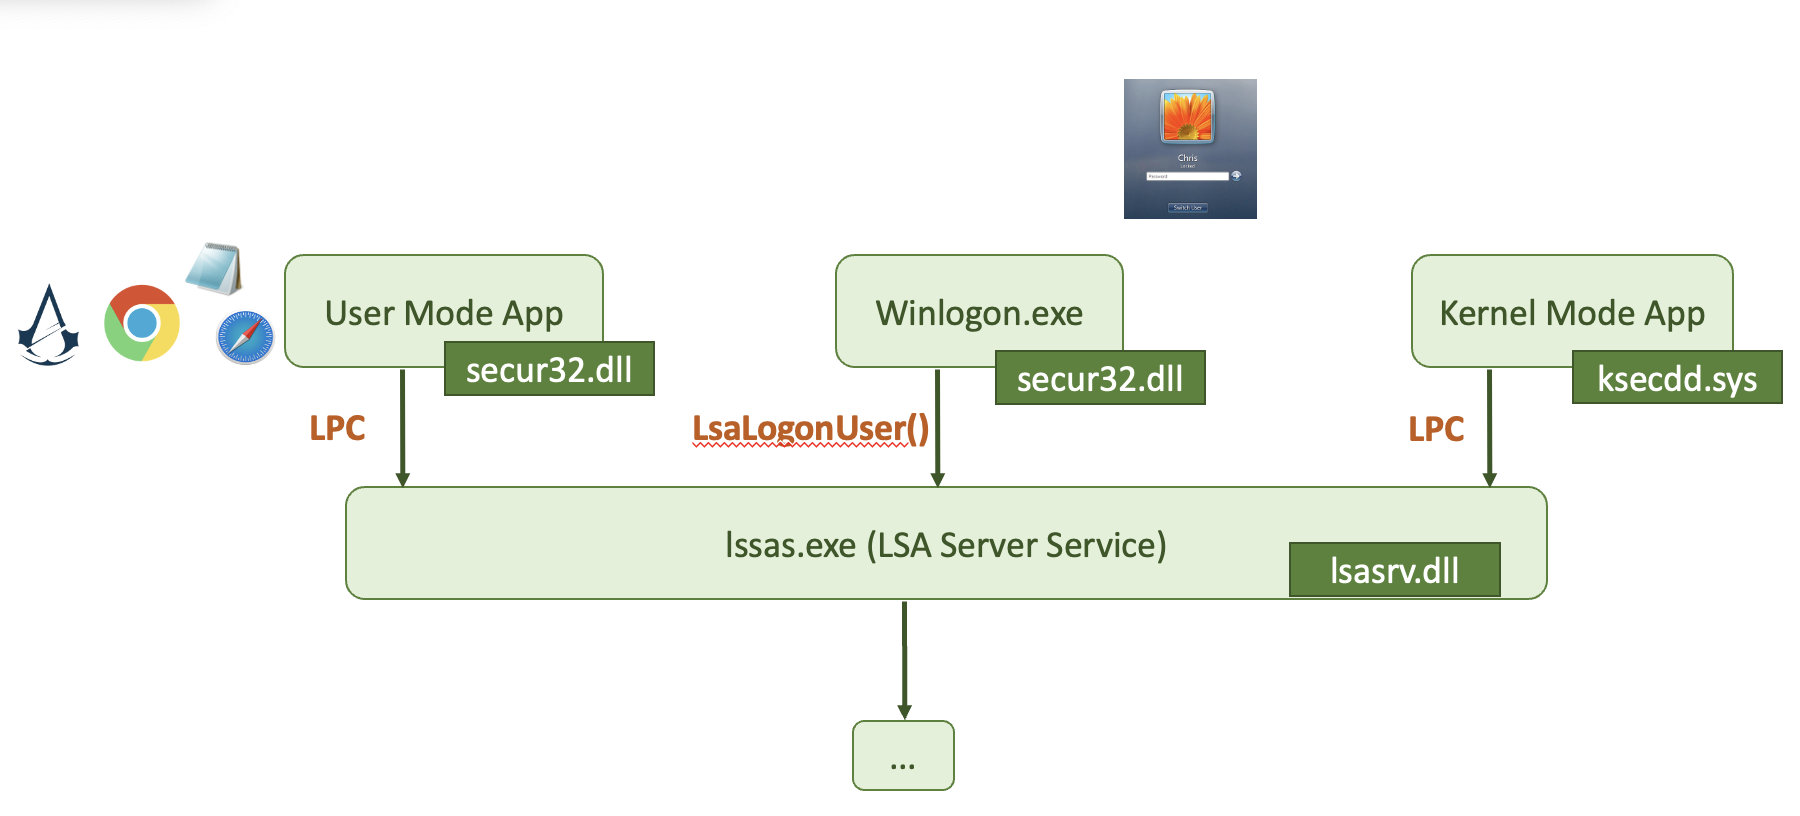 Chris
Locked
Password
Switch User
User Mode App
Winlogon.exe
Kernel Mode App
secur32.dll
secur32.dll
ksecdd.sys
LPC
LsaLogonUser()
LPC
lssas.exe (LSA Server Service)
lsasrv.dll
...